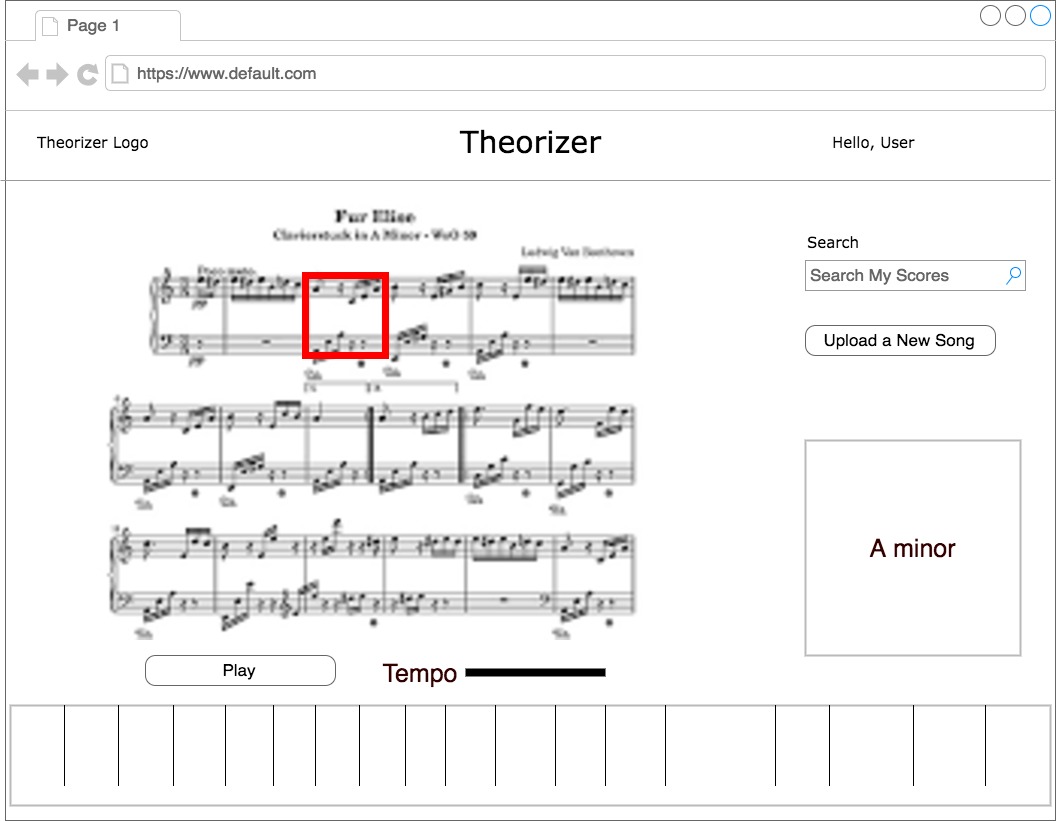 Page 1
https://www.default.com
Theorizer Logo
Theorizer
Hello, User
Fur Elise
Clavierstuck in A Minor - WoO 59
Ludwig Van Beethoven
Poco moto
Search
Search My Scores
Upload a New Song
A minor
Play
Tempo